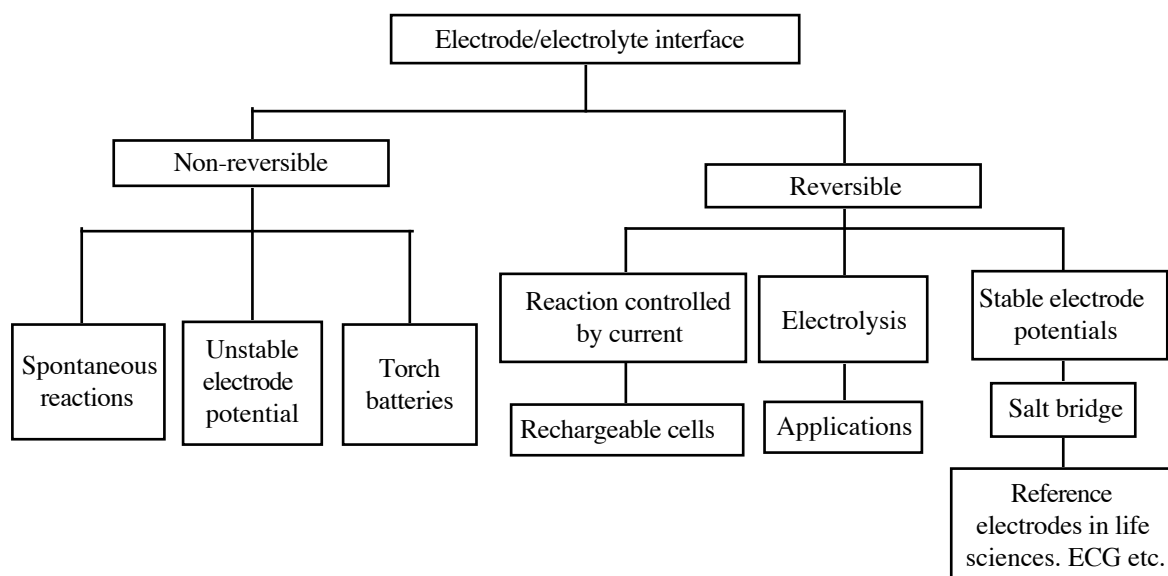 Electrode/electrolyte interface
Non-reversible
Reversible
Spontaneous
reactions
Unstable
electrode
potential
Torch
batteries
Reaction controlled
by current
Electrolysis
Stable electrode
potentials
Rechargeable cells
Applications
Salt bridge
Reference
electrodes in life
sciences. ECG etc.